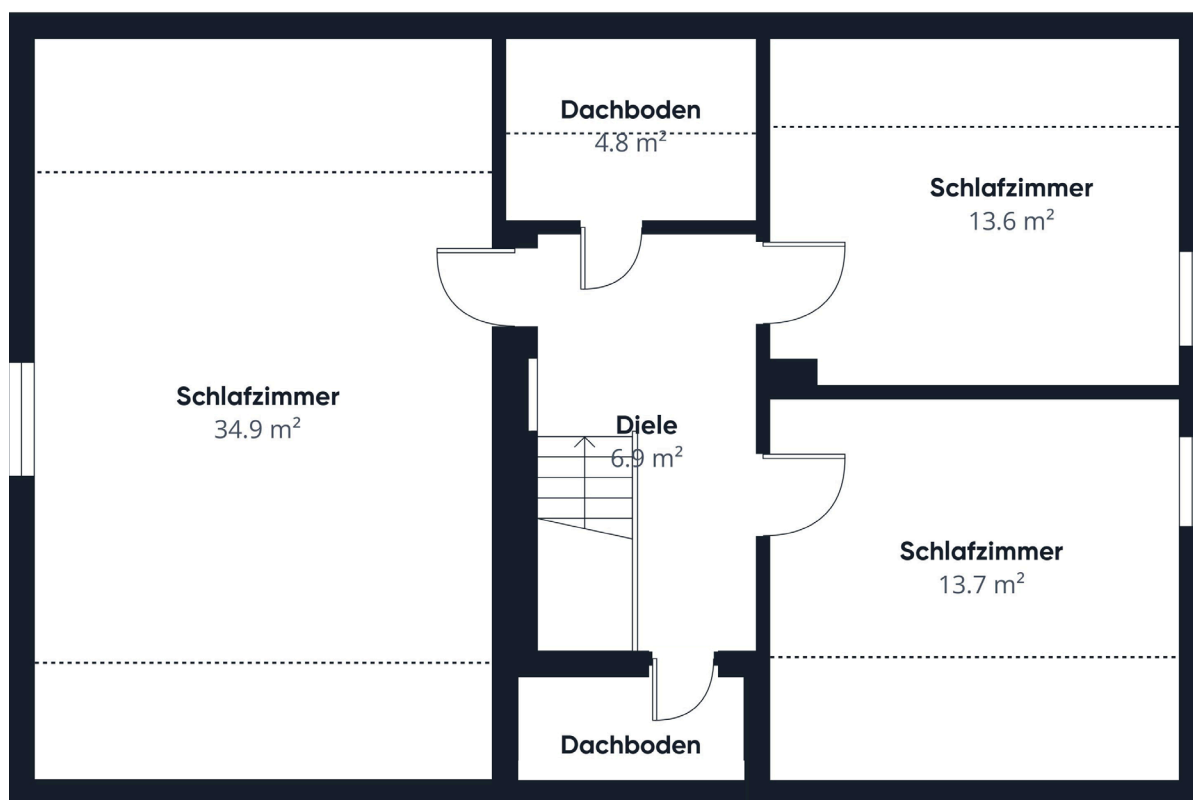 Dachboden
4.8 m²
Schlafzimmer
13.6 m²
Schlafzimmer
34.9 m²
Diele
6.9 m²
Schlafzimmer
13.7 m²
Dachboden